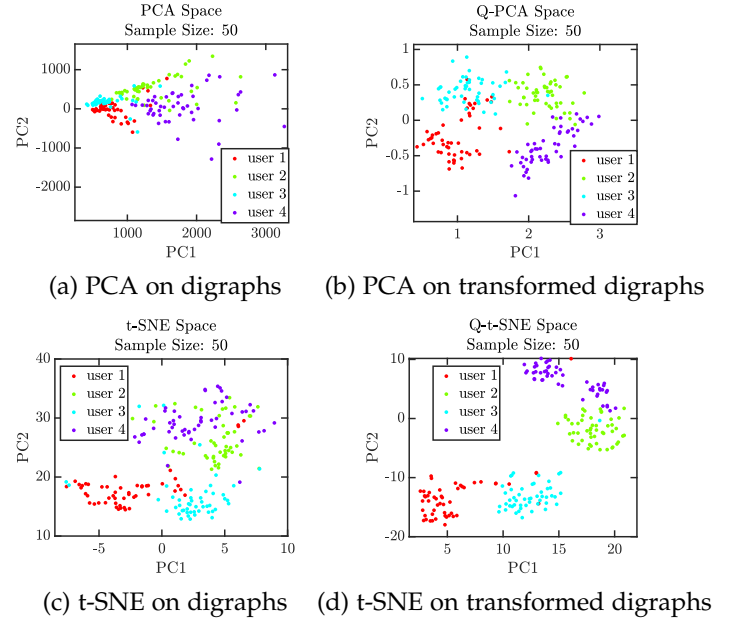 PCA Space
Sample Size: 50
PC2
1000
0
-1000
-2000
user 1
user 2
user 3
user 4
1000
2000
3000
PC1
(a) PCA on digraphs
Q-PCA Space
Sample Size: 50
PC2
1
0.5
0
-0.5
-1
user 1
user 2
user 3
user 4
1
2
3
PC1
(b) PCA on transformed digraphs
t-SNE Space
Sample Size: 50
PC2
40
30
20
10
user 1
user 2
user 3
user 4
-5
0
5
10
PC1
(c) t-SNE on digraphs
Q-t-SNE Space
Sample Size: 50
PC2
10
0
-10
-20
user 1
user 2
user 3
user 4
5
10
15
20
PC1
(d) t-SNE on transformed digraphs